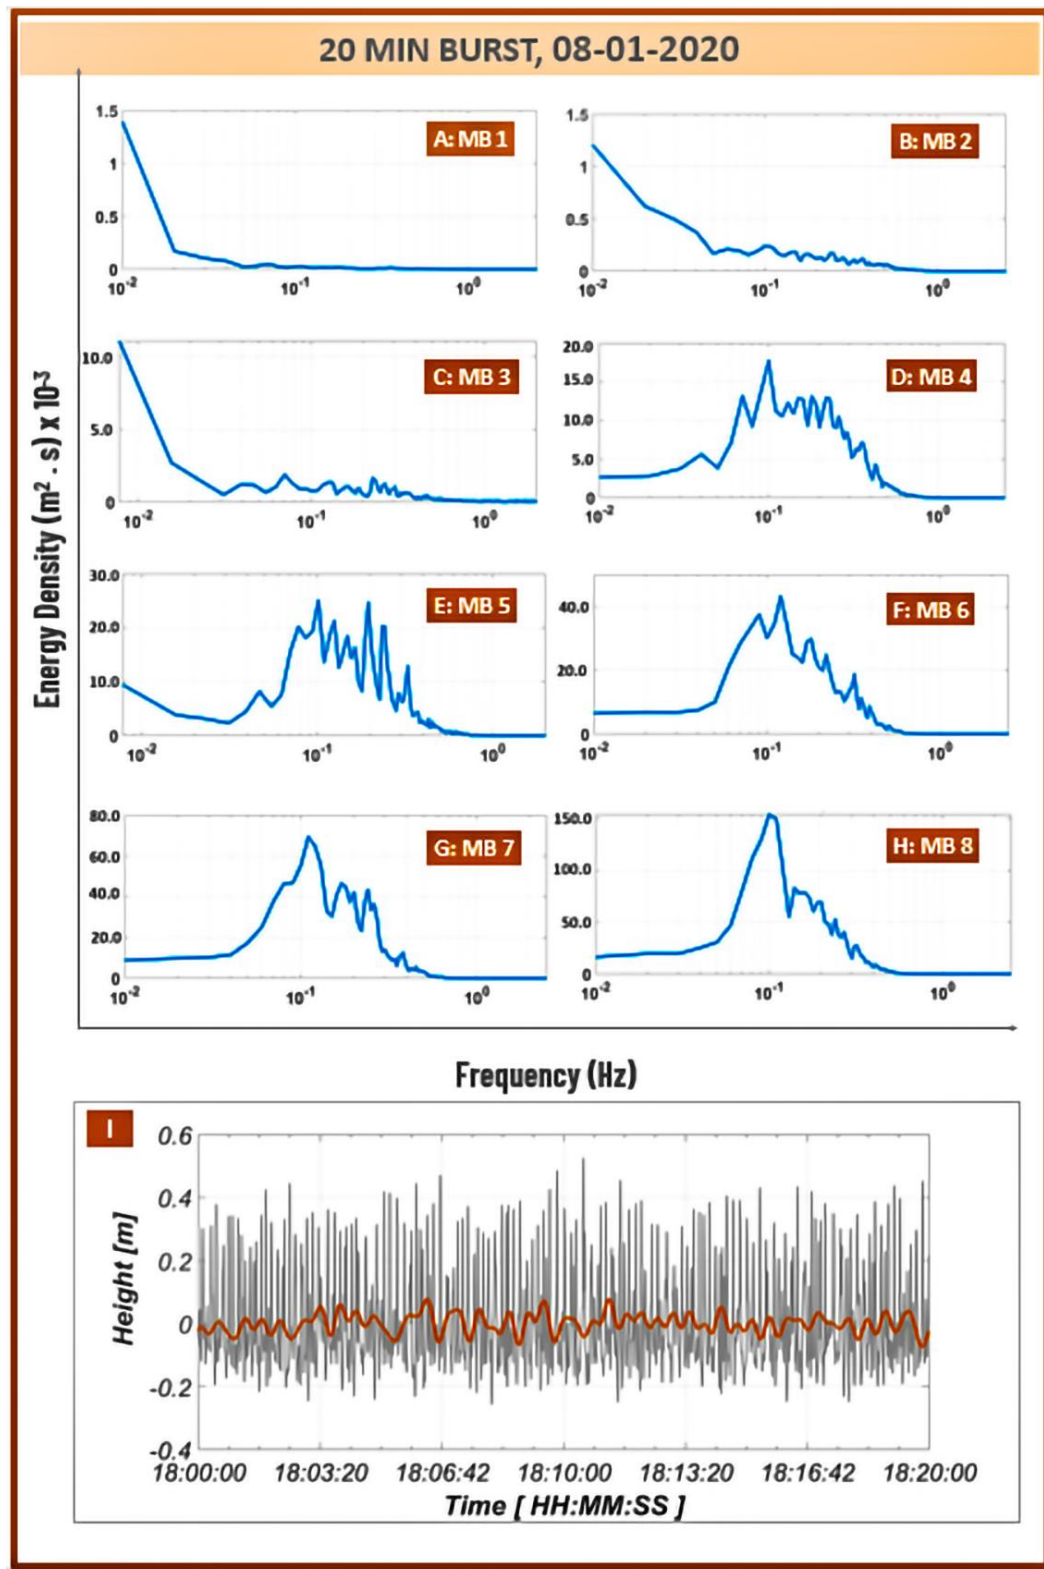 20 MIN BURST, 08-01-2020
A: MB 1
1.5
1
0.5
0
10-2 10-1 100
B: MB 2
1.5
1
0.5
0
10-2 10-1 100
C: MB 3
10.0
5.0
0
10-2 10-1 100
D: MB 4
20.0
15.0
10.0
5.0
0
10-2 10-1 100
E: MB 5
30.0
20.0
10.0
0
10-2 10-1 100
F: MB 6
40.0
20.0
0
10-2 10-1 100
G: MB 7
80.0
60.0
40.0
20.0
0
10-2 10-1 100
H: MB 8
150.0
100.0
50.0
0
10-2 10-1 100
Energy Density (m2 . s) x 10-3
Frequency (Hz)
I
0.6
0.4
0.2
0
-0.2
-0.4
Height [m]
18:00:00 18:03:20 18:06:42 18:10:00 18:13:20 18:16:42 18:20:00
Time [ HH:MM:SS ]